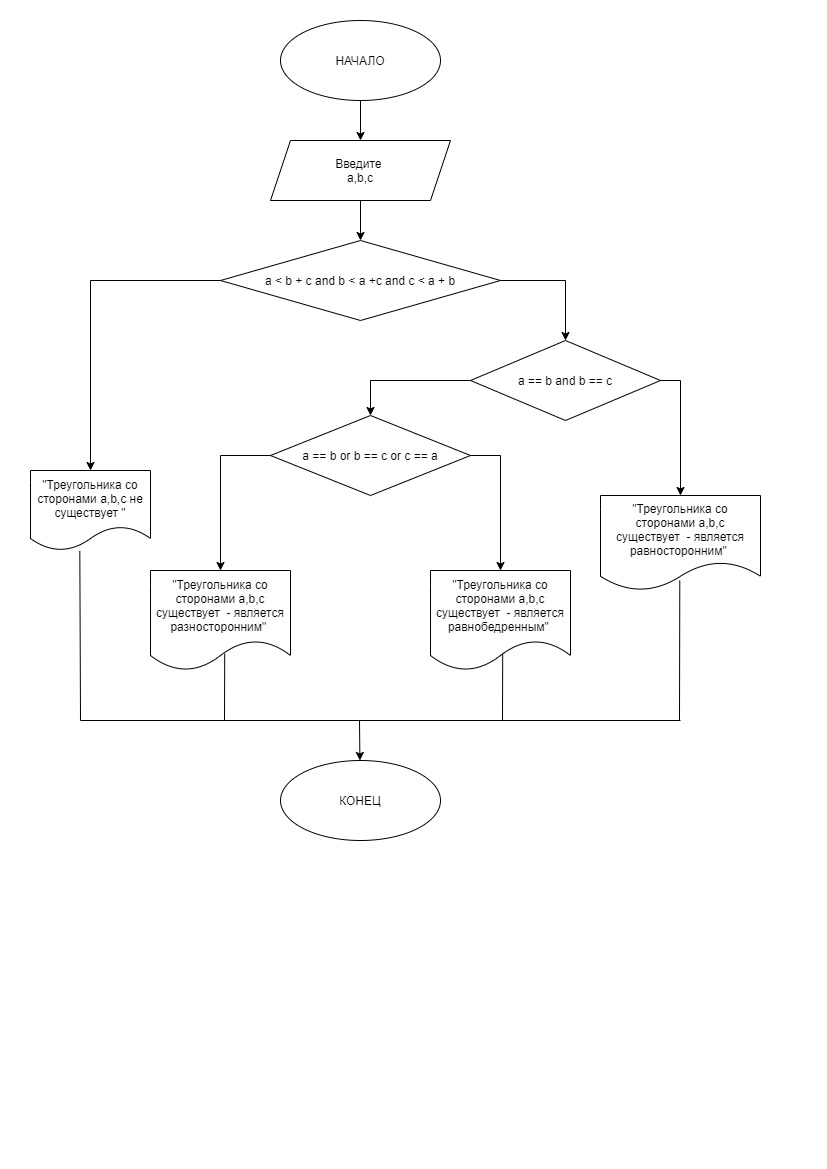 НАЧАЛО
Введите
a,b,c
a < b + c and b < a +c and c < a + b
a == b and b == c
a == b or b == c or c == a
"Треугольника со
сторонами a,b,c не
существует "
"Треугольника со
сторонами a,b,c
существует  - является
равносторонним"
"Треугольника со
сторонами a,b,c
существует  - является
разносторонним"
"Треугольника со
сторонами a,b,c
существует  - является
равнобедренным"
КОНЕЦ